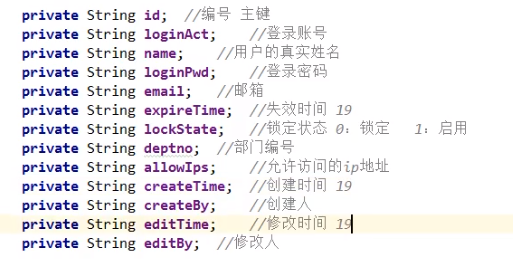 private String id;  //编号 主键
private String loginAct;    //登录账号
private String name;    //用户的真实姓名
private String loginPwd;    //登录密码
private String email;   //邮箱
private String expireTime;  //失效时间 19
private String lockState;   //锁定状态 0：锁定   1：启用
private String deptno;  //部门编号
private String allowIps;    //允许访问的ip地址
private String createTime;  //创建时间 19
private String createBy;    //创建人
private String editTime;    //修改时间 19
private String editBy;  //修改人